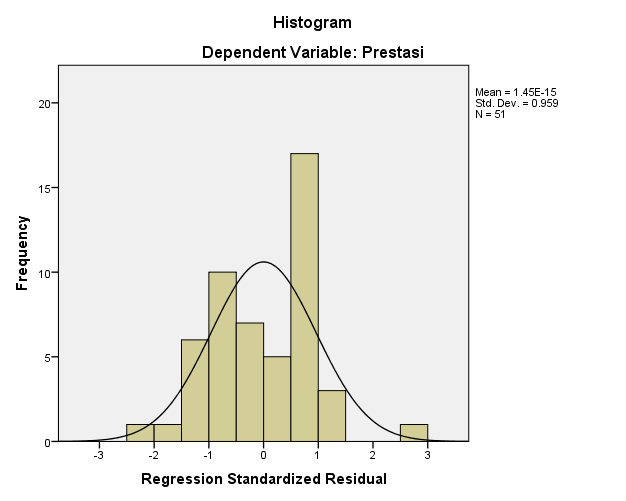 Histogram
Dependent Variable: Prestasi
Mean = 1.45E-15
Std. Dev. = 0.959
N = 51
Frequency
20
15
10
5
0
-3 -2 -1 0 1 2 3
Regression Standardized Residual